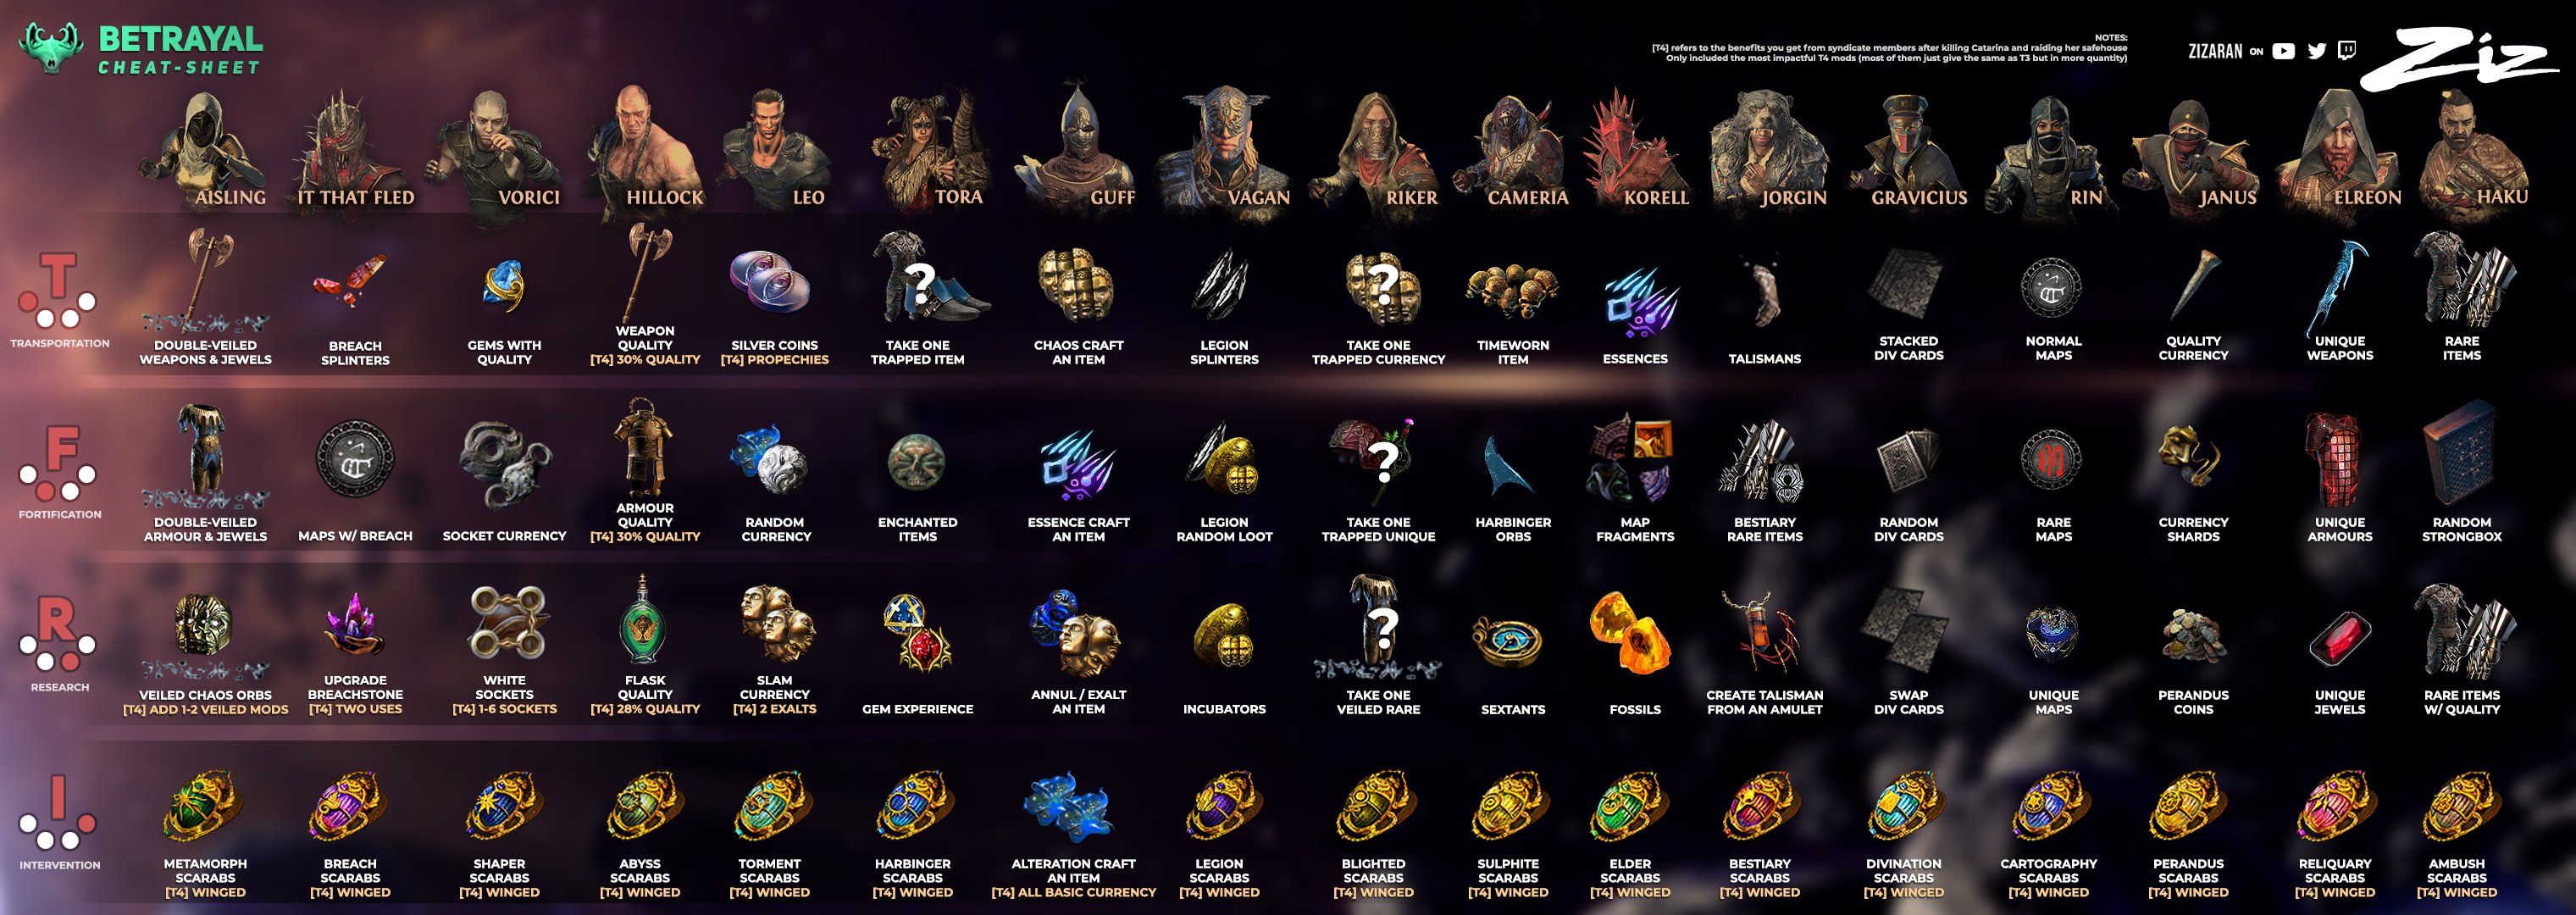 BETRAYAL
CHEAT-SHEET
NOTES:
[T4] refers to the benefits you get from syndicate members after killing Catarina and raiding her safehouse
Only included the most impactful T4 mods (most of them just give the same as T3 but in more quantity)
ZIZARAN ON
Ziz
AISLING
IT THAT FLED
VORICI
HILLOCK
LEO
TORA
GUFF
VAGAN
RIKER
CAMERIA
KORELL
JORGIN
GRAVICIUS
RIN
JANUS
ELREON
HAKU
T
TRANSPORTATION
DOUBLE-VEILED
WEAPONS & JEWELS
BREACH
SPLINTERS
GEMS WITH
QUALITY
WEAPON
QUALITY
[T4] 30% QUALITY
SILVER COINS
[T4] PROPECHIES
?
TAKE ONE
TRAPPED ITEM
CHAOS CRAFT
AN ITEM
LEGION
SPLINTERS
?
TAKE ONE
TRAPPED CURRENCY
TIMEWORN
ITEM
ESSENCES
TALISMANS
STACKED
DIV CARDS
NORMAL
MAPS
QUALITY
CURRENCY
UNIQUE
WEAPONS
RARE
ITEMS
F
FORTIFICATION
DOUBLE-VEILED
ARMOUR & JEWELS
MAPS W/ BREACH
SOCKET CURRENCY
ARMOUR
QUALITY
[T4] 30% QUALITY
RANDOM
CURRENCY
ENCHANTED
ITEMS
ESSENCE CRAFT
AN ITEM
LEGION
RANDOM LOOT
?
TAKE ONE
TRAPPED UNIQUE
HARBINGER
ORBS
MAP
FRAGMENTS
BESTIARY
RARE ITEMS
RANDOM
DIV CARDS
RARE
MAPS
CURRENCY
SHARDS
UNIQUE
ARMOURS
RANDOM
STRONGBOX
R
RESEARCH
VEILED CHAOS ORBS
[T4] ADD 1-2 VEILED MODS
UPGRADE
BREACHSTONE
[T4] TWO USES
WHITE
SOCKETS
[T4] 1-6 SOCKETS
FLASK
QUALITY
[T4] 28% QUALITY
SLAM
CURRENCY
[T4] 2 EXALTS
GEM EXPERIENCE
ANNUL / EXALT
AN ITEM
INCUBATORS
?
TAKE ONE
VEILED RARE
SEXTANTS
FOSSILS
CREATE TALISMAN
FROM AN AMULET
SWAP
DIV CARDS
UNIQUE
MAPS
PERANDUS
COINS
UNIQUE
JEWELS
RARE ITEMS
W/ QUALITY
I
INTERVENTION
METAMORPH
SCARABS
[T4] WINGED
BREACH
SCARABS
[T4] WINGED
SHAPER
SCARABS
[T4] WINGED
ABYSS
SCARABS
[T4] WINGED
TORMENT
SCARABS
[T4] WINGED
HARBINGER
SCARABS
[T4] WINGED
ALTERATION CRAFT
AN ITEM
[T4] ALL BASIC CURRENCY
LEGION
SCARABS
[T4] WINGED
BLIGHTED
SCARABS
[T4] WINGED
SULPHITE
SCARABS
[T4] WINGED
ELDER
SCARABS
[T4] WINGED
BESTIARY
SCARABS
[T4] WINGED
DIVINATION
SCARABS
[T4] WINGED
CARTOGRAPHY
SCARABS
[T4] WINGED
PERANDUS
SCARABS
[T4] WINGED
RELIQUARY
SCARABS
[T4] WINGED
AMBUSH
SCARABS
[T4] WINGED